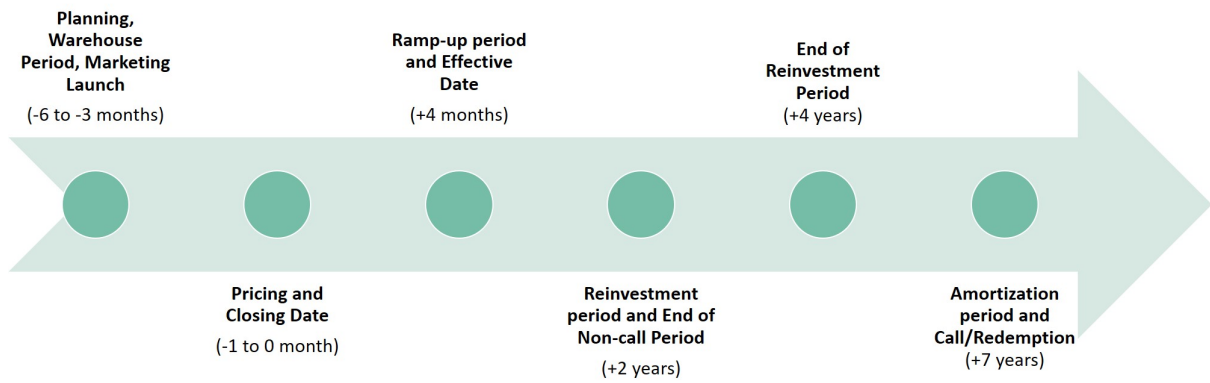 Planning,
Warehouse
Period, Marketing
Launch
(-6 to -3 months)
Pricing and
Closing Date
(-1 to 0 month)
Ramp-up period
and Effective
Date
(+4 months)
Reinvestment
period and End of
Non-call Period
(+2 years)
End of
Reinvestment
Period
(+4 years)
Amortization
period and
Call/Redemption
(+7 years)